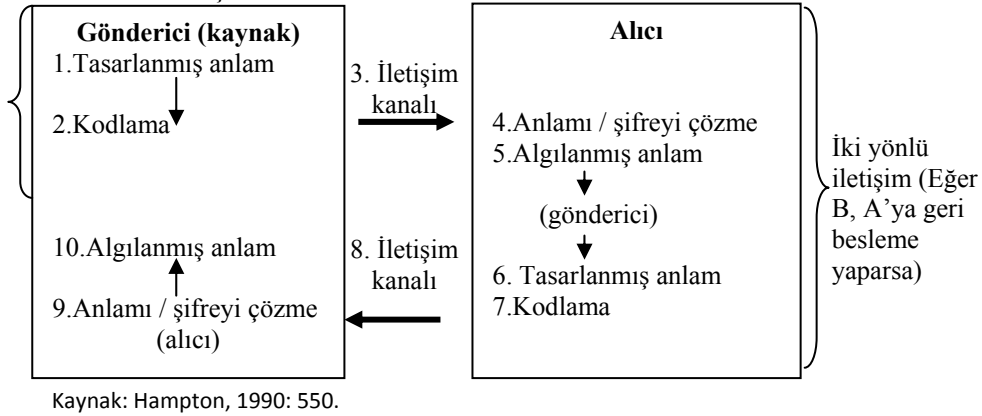 Gönderici (kaynak)
1.Tasarlanmış anlam
2.Kodlama
3. İletişim
kanalı
Alıcı
4.Anlamı / şifreyi çözme
5.Algılanmış anlam
(gönderici)
6. Tasarlanmış anlam
7.Kodlama
8. İletişim
kanalı
10.Algılanmış anlam
9.Anlamı / şifreyi çözme
(alıcı)
İki yönlü
iletişim (Eğer
B, A’ya geri
besleme
yaparsa)
Kaynak: Hampton, 1990: 550.